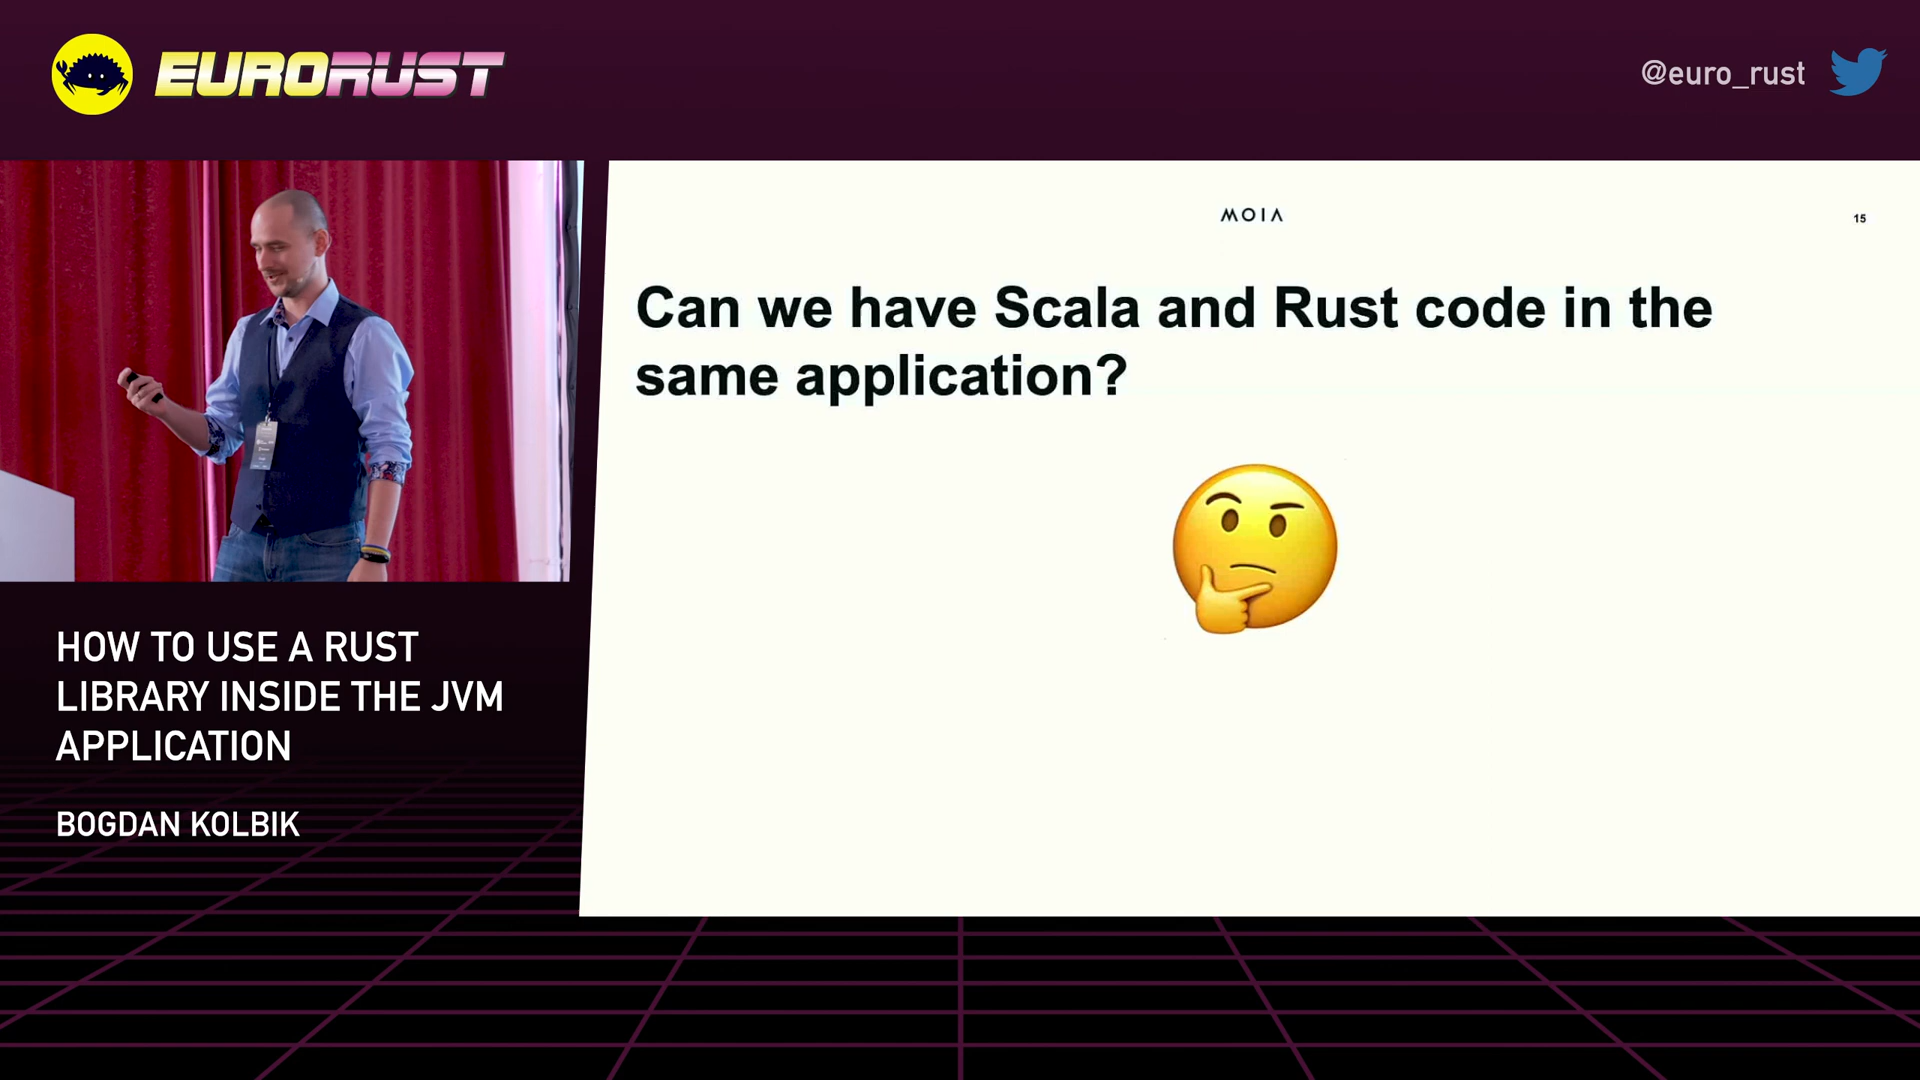 EURORUST
@euro_rust
MOIA
15
Can we have Scala and Rust code in the
same application?
HOW TO USE A RUST
LIBRARY INSIDE THE JVM
APPLICATION
BOGDAN KOLBIK